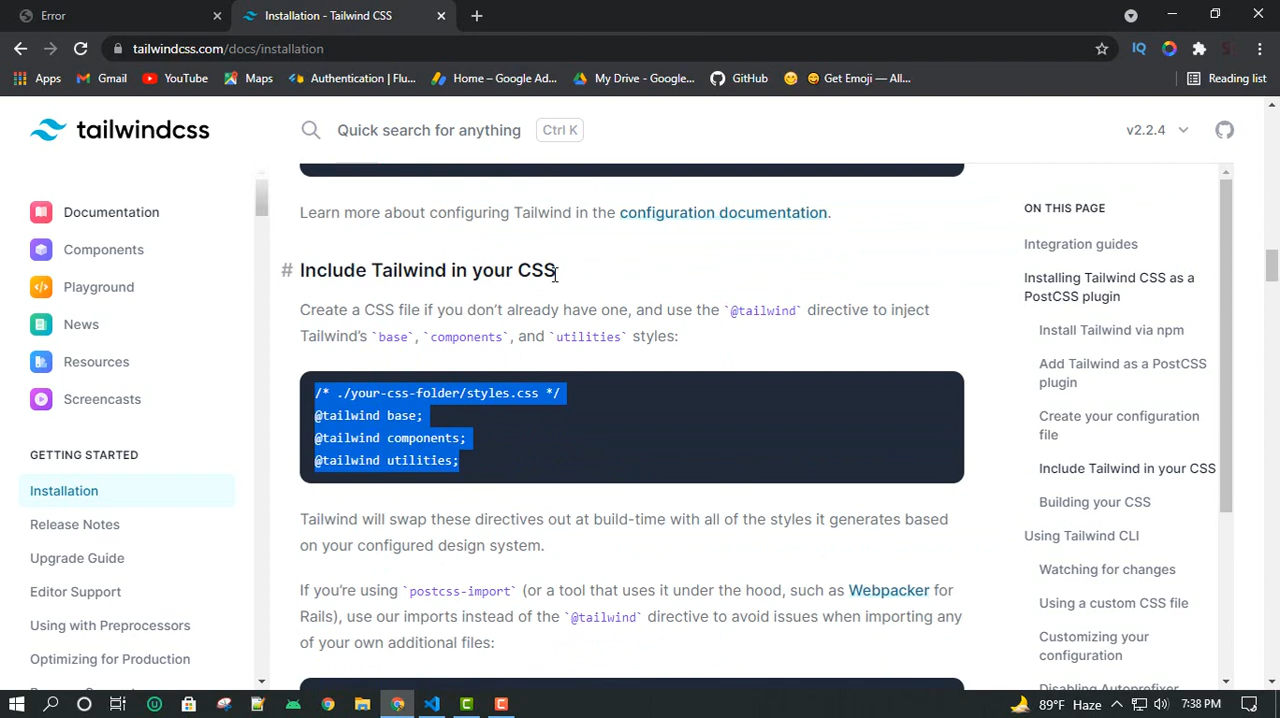 Error
Installation - Tailwind CSS
tailwindcss.com/docs/installation
Apps
Gmail
YouTube
Maps
Authentication | Flu...
Home – Google Ad...
My Drive - Google...
GitHub
Get Emoji — All...
Reading list
tailwindcss
Quick search for anything
Ctrl K
v2.2.4
Documentation
Components
Playground
News
Resources
Screencasts
GETTING STARTED
Installation
Release Notes
Upgrade Guide
Editor Support
Using with Preprocessors
Optimizing for Production
Learn more about configuring Tailwind in the configuration documentation.
# Include Tailwind in your CSS
Create a CSS file if you don’t already have one, and use the `@tailwind` directive to inject
Tailwind’s `base`, `components`, and `utilities` styles:
/* ./your-css-folder/styles.css */
@tailwind base;
@tailwind components;
@tailwind utilities;
Tailwind will swap these directives out at build-time with all of the styles it generates based
on your configured design system.
If you’re using `postcss-import` (or a tool that uses it under the hood, such as Webpacker for
Rails), use our imports instead of the `@tailwind` directive to avoid issues when importing any
of your own additional files:
ON THIS PAGE
Integration guides
Installing Tailwind CSS as a
PostCSS plugin
Install Tailwind via npm
Add Tailwind as a PostCSS
plugin
Create your configuration
file
Include Tailwind in your CSS
Building your CSS
Using Tailwind CLI
Watching for changes
Using a custom CSS file
Customizing your
configuration
Disabling Autoprefixer
89°F Haze
7:38 PM